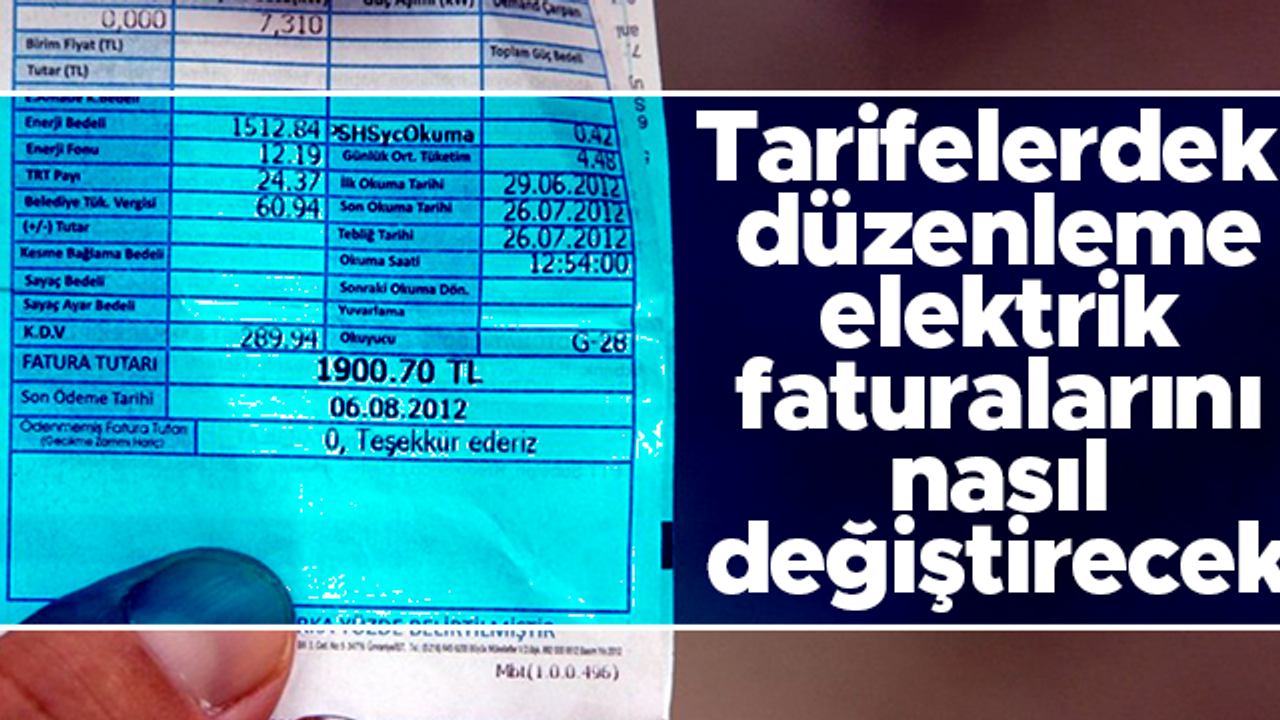 0,000 7,310
Birim Fiyat (TL)
Toplam Güç Bedeli
Tutar (TL)
Enerji Bedeli 1512.84 SHSycOkuma 0.42
Enerji Fonu 12.19 Günlük Ort. Tüketim 4.48
TRT Payı 24.37 İlk Okuma Tarihi 29.06.2012
Belediye Tük. Vergisi 60.94 Son Okuma Tarihi 26.07.2012
(+/-) Tutar Tebliğ Tarihi 26.07.2012
Kesme Bağlama Bedeli Okuma Saati 12:54:00
Sayaç Bedeli Sonraki Okuma Dön.
Sayaç Ayar Bedeli Yuvarlama
K.D.V 289.94 Okuyucu G-28
FATURA TUTARI 1900.70 TL
Son Ödeme Tarihi 06.08.2012
Ödenmemiş Fatura Tutarı
(Gecikme Zammı Hariç)
0, Teşekkür ederiz
YÜZDE BELİRTİLMİŞTİR
Mbt(1.0.0.496)
Tarifelerdek
düzenleme
elektrik
faturalarını
nasıl
değiştirecek